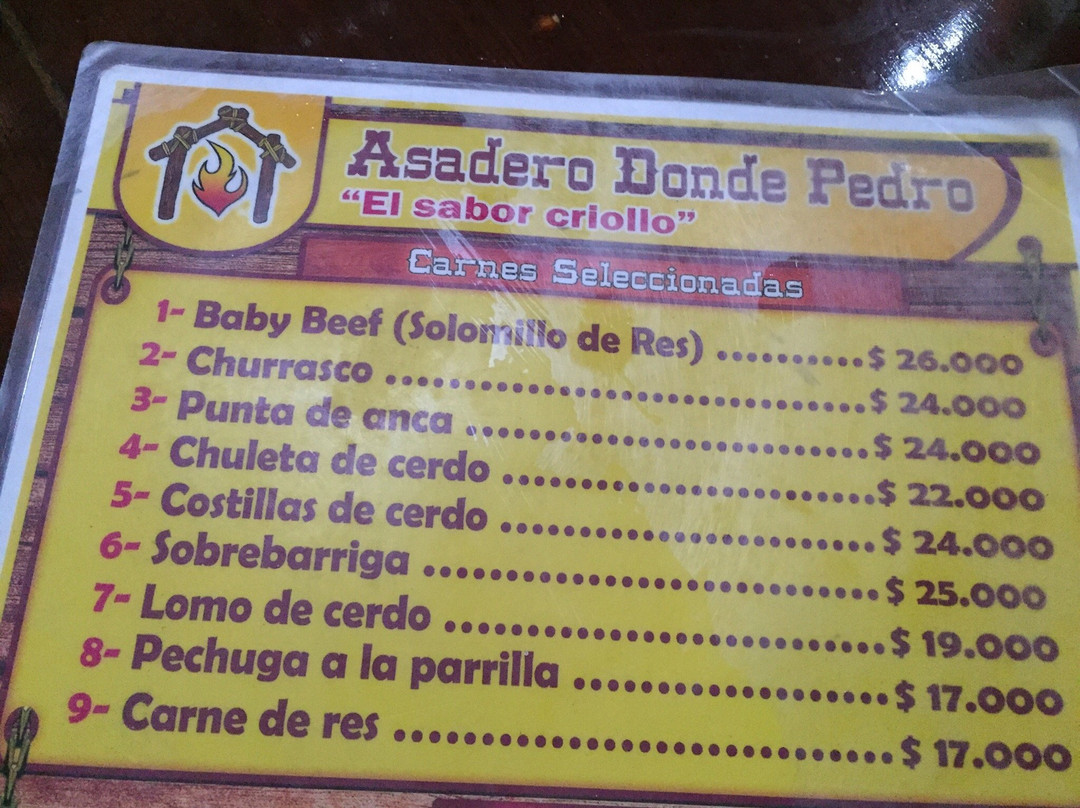 Asadero Donde Pedro
“El sabor criollo”
Carnes Seleccionadas
1- Baby Beef (Solomillo de Res) ..........$ 26.000
2- Churrasco ..............................$ 24.000
3- Punta de anca .........................$ 24.000
4- Chuleta de cerdo .......................$ 22.000
5- Costillas de cerdo .......................$ 24.000
6- Sobrebarriga ............................$ 25.000
7- Lomo de cerdo ...........................$ 19.000
8- Pechuga a la parrilla ...................$ 17.000
9- Carne de res ..............................$ 17.000